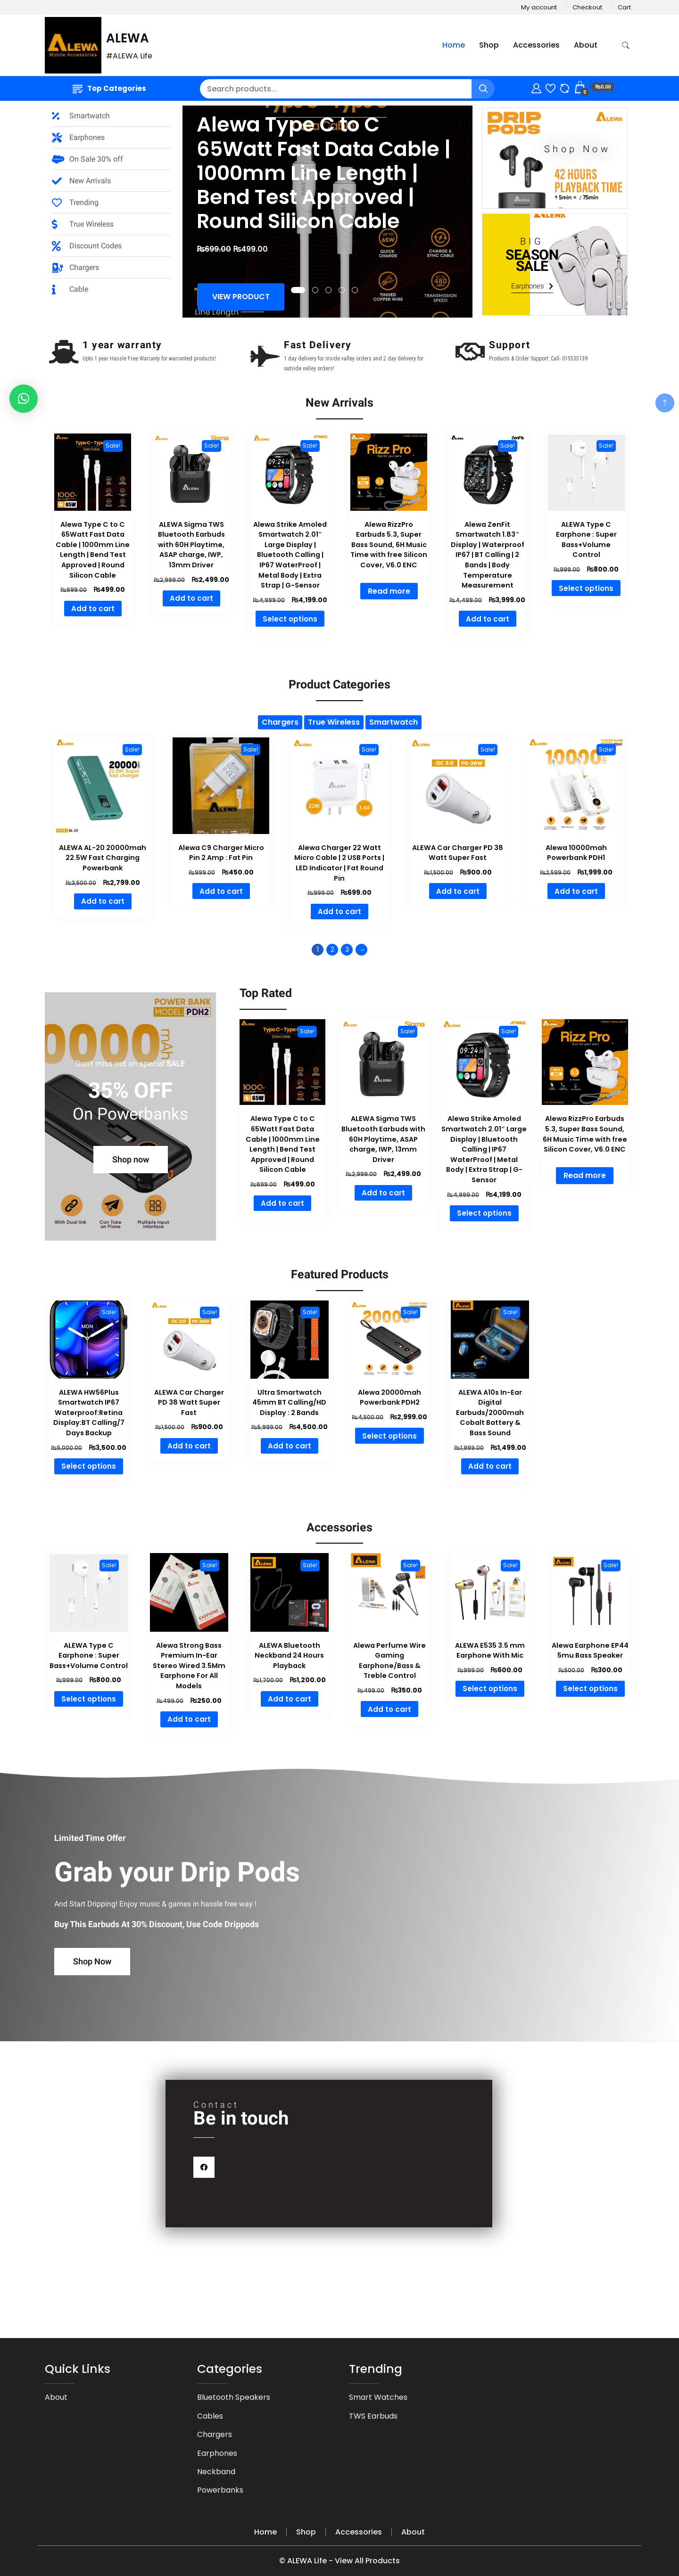 My account
Checkout
Cart
ALEWA
Mobile Accessories
ALEWA
#ALEWA Life
Home
Shop
Accessories
About
Top Categories
Search products...
0
₨0.00
Smartwatch
Earphones
On Sale 30% off
New Arrivals
Trending
True Wireless
Discount Codes
Chargers
Cable
Alewa Type C to C
65Watt Fast Data Cable |
1000mm Line Length |
Bend Test Approved |
Round Silicon Cable
₨699.00 ₨499.00
VIEW PRODUCT
DRIP
PODS
ALEWA
Shop Now
42 HOURS
PLAYBACK TIME
BIG
SEASON
SALE
Earphones
1 year warranty
Upto 1 year Hassle Free Warranty for warranted products!
Fast Delivery
1 day delivery for inside valley orders and 2 day delivery for
outside valley orders!
Support
Products & Order Support: Call- 015535139
New Arrivals
Sale!
Alewa Type C to C
65Watt Fast Data
Cable | 1000mm Line
Length | Bend Test
Approved | Round
Silicon Cable
₨699.00 ₨499.00
Add to cart
Sale!
ALEWA Sigma TWS
Bluetooth Earbuds
with 60H Playtime,
ASAP charge, IWP,
13mm Driver
₨2,999.00 ₨2,499.00
Add to cart
Sale!
Alewa Strike Amoled
Smartwatch 2.01"
Large Display |
Bluetooth Calling |
IP67 WaterProof |
Metal Body | Extra
Strap | G-Sensor
₨4,999.00 ₨4,199.00
Select options
Rizz Pro
Alewa RizzPro
Earbuds 5.3, Super
Bass Sound, 6H Music
Time with free Silicon
Cover, V6.0 ENC
Read more
Sale!
Alewa ZenFit
Smartwatch 1.83"
Display | Waterproof
IP67 | BT Calling | 2
Bands | Body
Temperature
Measurement
₨4,499.00 ₨3,999.00
Add to cart
Sale!
ALEWA Type C
Earphone : Super
Bass+Volume
Control
₨999.00 ₨800.00
Select options
Product Categories
Chargers
True Wireless
Smartwatch
Sale!
20000
ALEWA AL-20 20000mah
22.5W Fast Charging
Powerbank
₨3,500.00 ₨2,799.00
Add to cart
Sale!
Alewa C9 Charger Micro
Pin 2 Amp : Fat Pin
₨999.00 ₨450.00
Add to cart
Sale!
22W
3.4A
Alewa Charger 22 Watt
Micro Cable | 2 USB Ports |
LED Indicator | Fat Round
Pin
₨999.00 ₨699.00
Add to cart
Sale!
QC 3.0
PD 38W
ALEWA Car Charger PD 38
Watt Super Fast
₨1,500.00 ₨900.00
Add to cart
Sale!
POWER BANK
10000
Alewa 10000mah
Powerbank PDH1
₨2,599.00 ₨1,999.00
Add to cart
1
2
3
→
POWER BANK
MODEL PDH2
0000 mAh
Don't miss out on special SALE
35% OFF
On Powerbanks
Shop now
With Dual link
Can Take on Plane
Multiple Input Interface
Top Rated
Sale!
Alewa Type C to C
65Watt Fast Data
Cable | 1000mm Line
Length | Bend Test
Approved | Round
Silicon Cable
₨699.00 ₨499.00
Add to cart
Sale!
ALEWA Sigma TWS
Bluetooth Earbuds with
60H Playtime, ASAP
charge, IWP, 13mm
Driver
₨2,999.00 ₨2,499.00
Add to cart
Sale!
Alewa Strike Amoled
Smartwatch 2.01" Large
Display | Bluetooth
Calling | IP67
WaterProof | Metal
Body | Extra Strap | G-
Sensor
₨4,999.00 ₨4,199.00
Select options
Rizz Pro
Alewa RizzPro Earbuds
5.3, Super Bass Sound,
6H Music Time with free
Silicon Cover, V6.0 ENC
Read more
Featured Products
Sale!
ALEWA HW56Plus
Smartwatch IP67
Waterproof:Retina
Display:BT Calling/7
Days Backup
₨5,000.00 ₨3,500.00
Select options
Sale!
ALEWA Car Charger
PD 38 Watt Super
Fast
₨1,500.00 ₨900.00
Add to cart
Sale!
Ultra Smartwatch
45mm BT Calling/HD
Display : 2 Bands
₨5,999.00 ₨4,500.00
Add to cart
Sale!
Alewa 20000mah
Powerbank PDH2
₨4,500.00 ₨2,999.00
Select options
Sale!
ALEWA A10s In-Ear
Digital
Earbuds/2000mah
Cobalt Battery &
Bass Sound
₨1,999.00 ₨1,499.00
Add to cart
Accessories
Sale!
ALEWA Type C
Earphone : Super
Bass+Volume Control
₨999.00 ₨800.00
Select options
Sale!
Alewa Strong Bass
Premium In-Ear
Stereo Wired 3.5Mm
Earphone For All
Models
₨499.00 ₨250.00
Add to cart
Sale!
ALEWA Bluetooth
Neckband 24 Hours
Playback
₨1,700.00 ₨1,200.00
Add to cart
Sale!
Alewa Perfume Wire
Gaming
Earphone/Bass &
Treble Control
₨499.00 ₨350.00
Add to cart
Sale!
ALEWA E535 3.5 mm
Earphone With Mic
₨999.00 ₨600.00
Select options
Sale!
Alewa Earphone EP44
5mu Bass Speaker
₨500.00 ₨300.00
Select options
Limited Time Offer
Grab your Drip Pods
And Start Dripping! Enjoy music & games in hassle free way !
Buy This Earbuds At 30% Discount, Use Code Drippods
Shop Now
Contact
Be in touch
Quick Links
About
Categories
Bluetooth Speakers
Cables
Chargers
Earphones
Neckband
Powerbanks
Trending
Smart Watches
TWS Earbuds
Home
Shop
Accessories
About
© ALEWA Life - View All Products